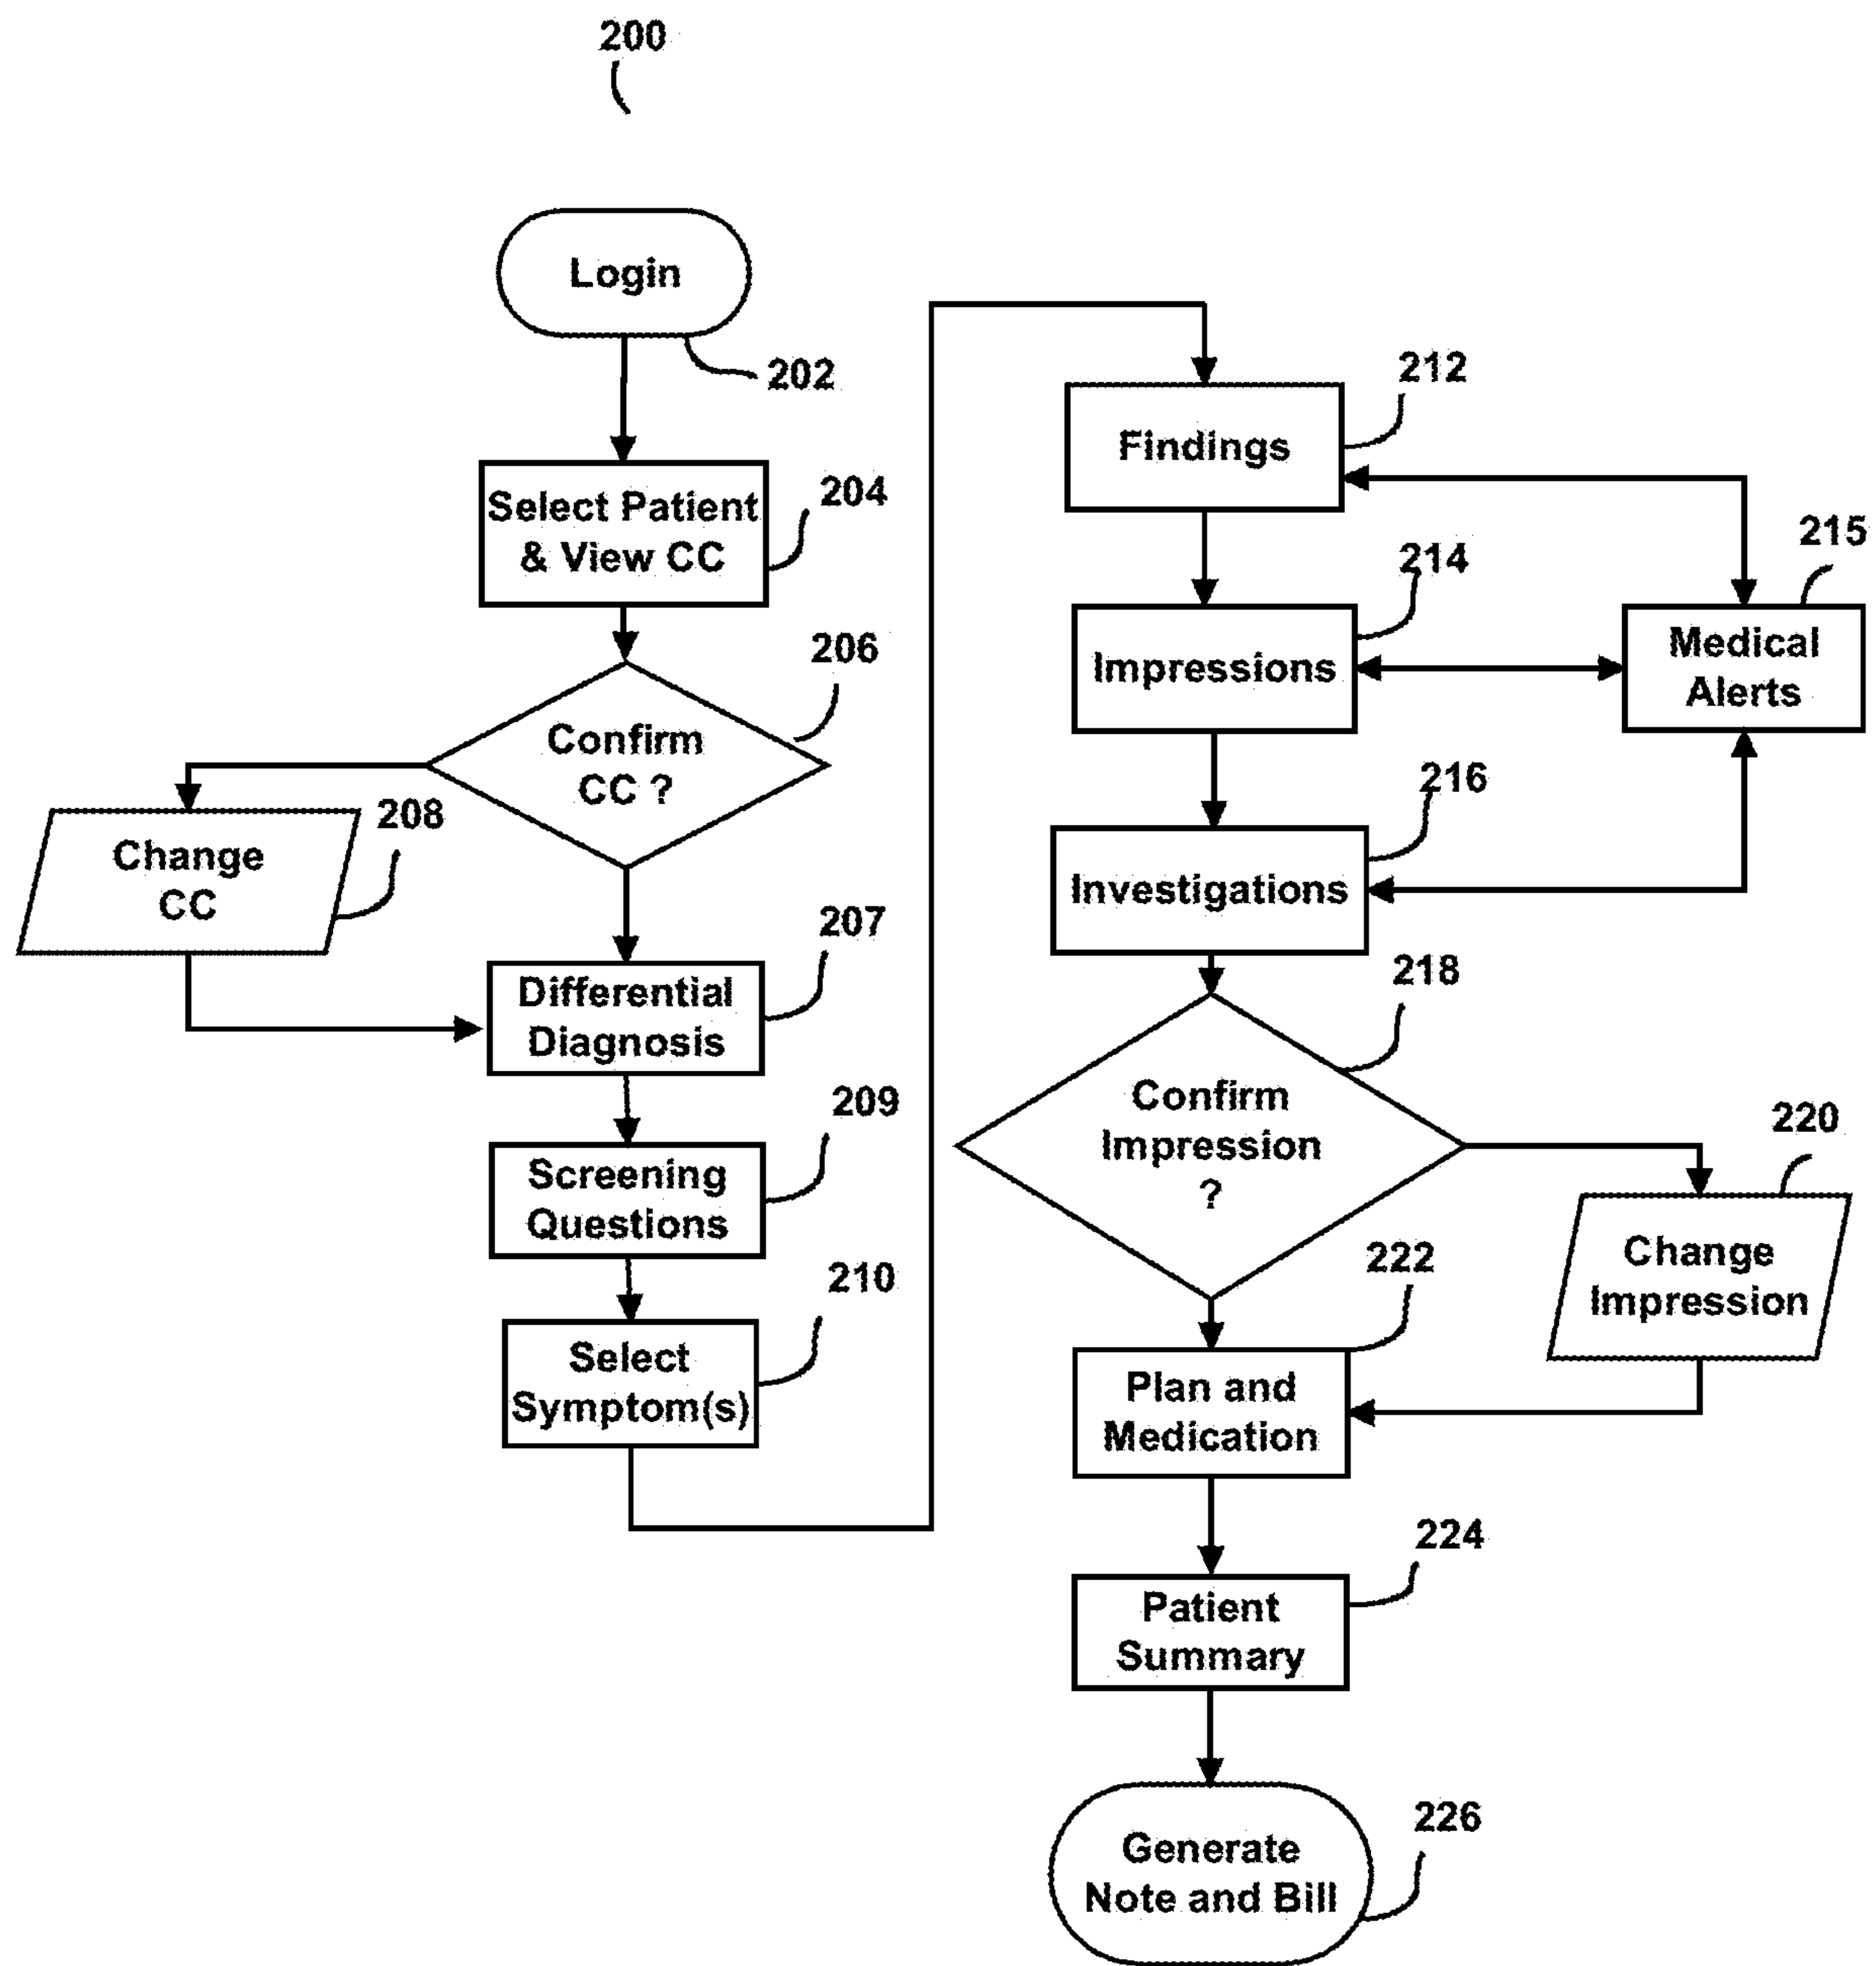 200
Login
202
Select Patient
& View CC
204
Confirm
CC ?
206
Change
CC
208
Differential
Diagnosis
207
Screening
Questions
209
Select
Symptom(s)
210
Findings
212
Impressions
214
Medical
Alerts
215
Investigations
216
Confirm
Impression
?
218
Change
Impression
220
Plan and
Medication
222
Patient
Summary
224
Generate
Note and Bill
226